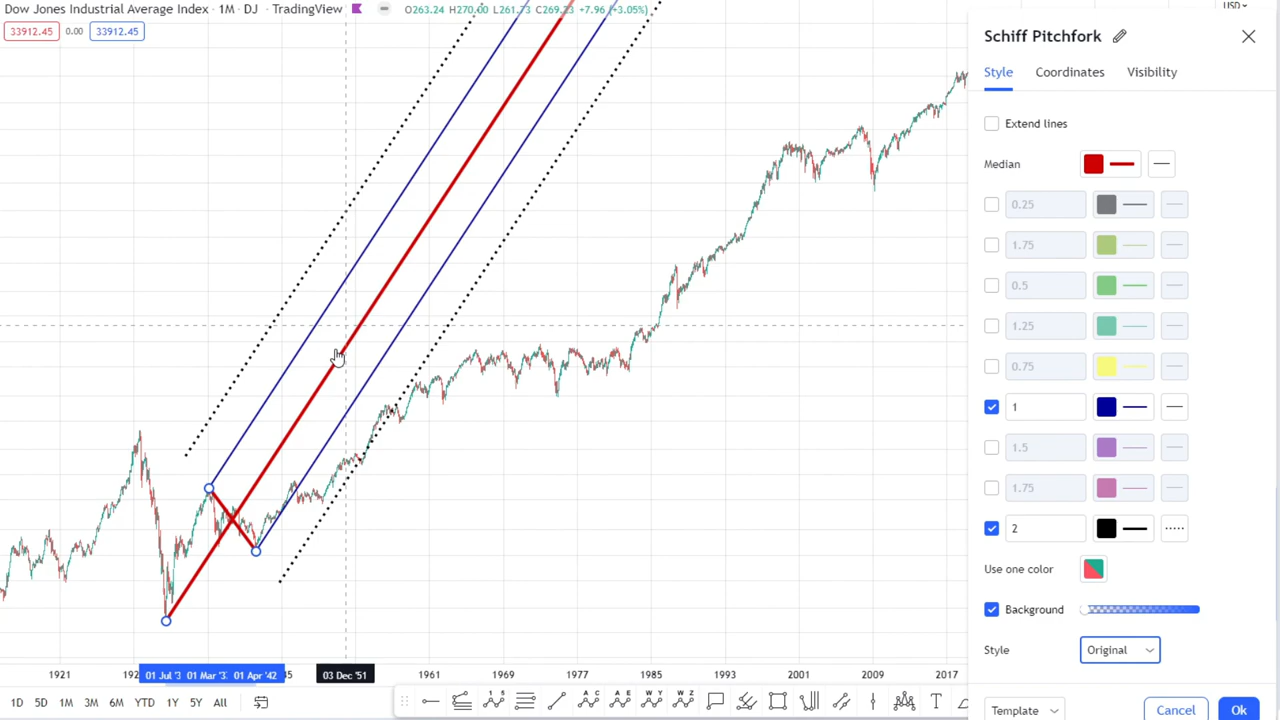 Dow Jones Industrial Average Index · 1M · DJ · TradingView O263.24 H270.00 L261.73 C269.23 +7.96 (+3.05%)
USD
33912.45 0.00 33912.45
Schiff Pitchfork
Style Coordinates Visibility
Extend lines
Median
0.25
1.75
0.5
1.25
0.75
1
1.5
1.75
2
Use one color
Background
Style Original
1921 01 Jul '3 01 Mar '3 01 Apr '42 03 Dec '51 1961 1969 1977 1985 1993 2001 2009 2017
1D 5D 1M 3M 6M YTD 1Y 5Y All
Template Cancel Ok